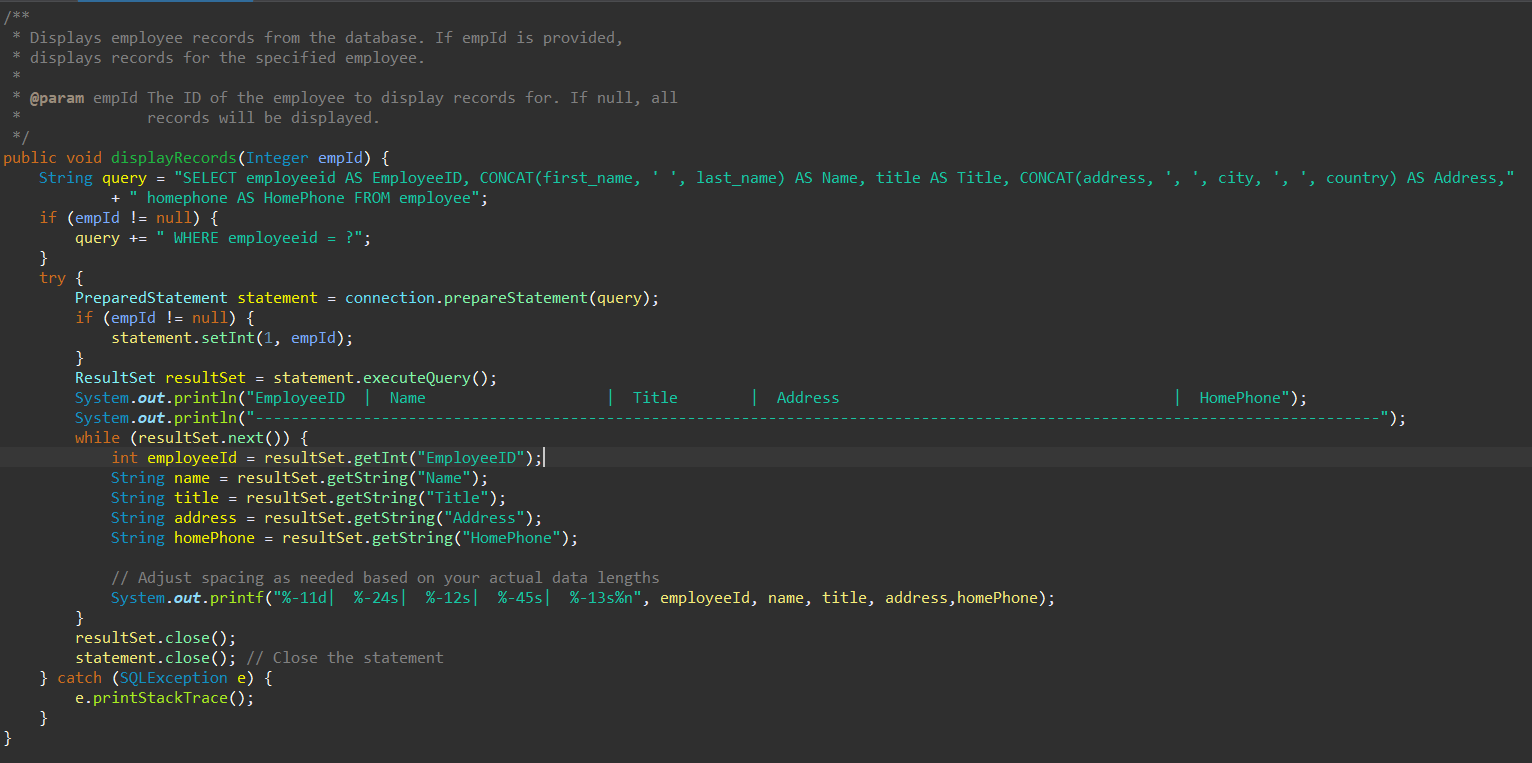 /**
 * Displays employee records from the database. If empId is provided,
 * displays records for the specified employee.
 *
 * @param empId The ID of the employee to display records for. If null, all
 *              records will be displayed.
 */
public void displayRecords(Integer empId) {
    String query = "SELECT employeeid AS EmployeeID, CONCAT(first_name, ' ', last_name) AS Name, title AS Title, CONCAT(address, ', ', city, ', ', country) AS Address,"
            + " homephone AS HomePhone FROM employee";
    if (empId != null) {
        query += " WHERE employeeid = ?";
    }
    try {
        PreparedStatement statement = connection.prepareStatement(query);
        if (empId != null) {
            statement.setInt(1, empId);
        }
        ResultSet resultSet = statement.executeQuery();
        System.out.println("EmployeeID  |  Name                    |  Title        |  Address                                     |  HomePhone");
        System.out.println("-----------------------------------------------------------------------------------------------------------------------------");
        while (resultSet.next()) {
            int employeeId = resultSet.getInt("EmployeeID");
            String name = resultSet.getString("Name");
            String title = resultSet.getString("Title");
            String address = resultSet.getString("Address");
            String homePhone = resultSet.getString("HomePhone");

            // Adjust spacing as needed based on your actual data lengths
            System.out.printf("%-11d|  %-24s|  %-12s|  %-45s|  %-13s%n", employeeId, name, title, address,homePhone);
        }
        resultSet.close();
        statement.close(); // Close the statement
    } catch (SQLException e) {
        e.printStackTrace();
    }
}